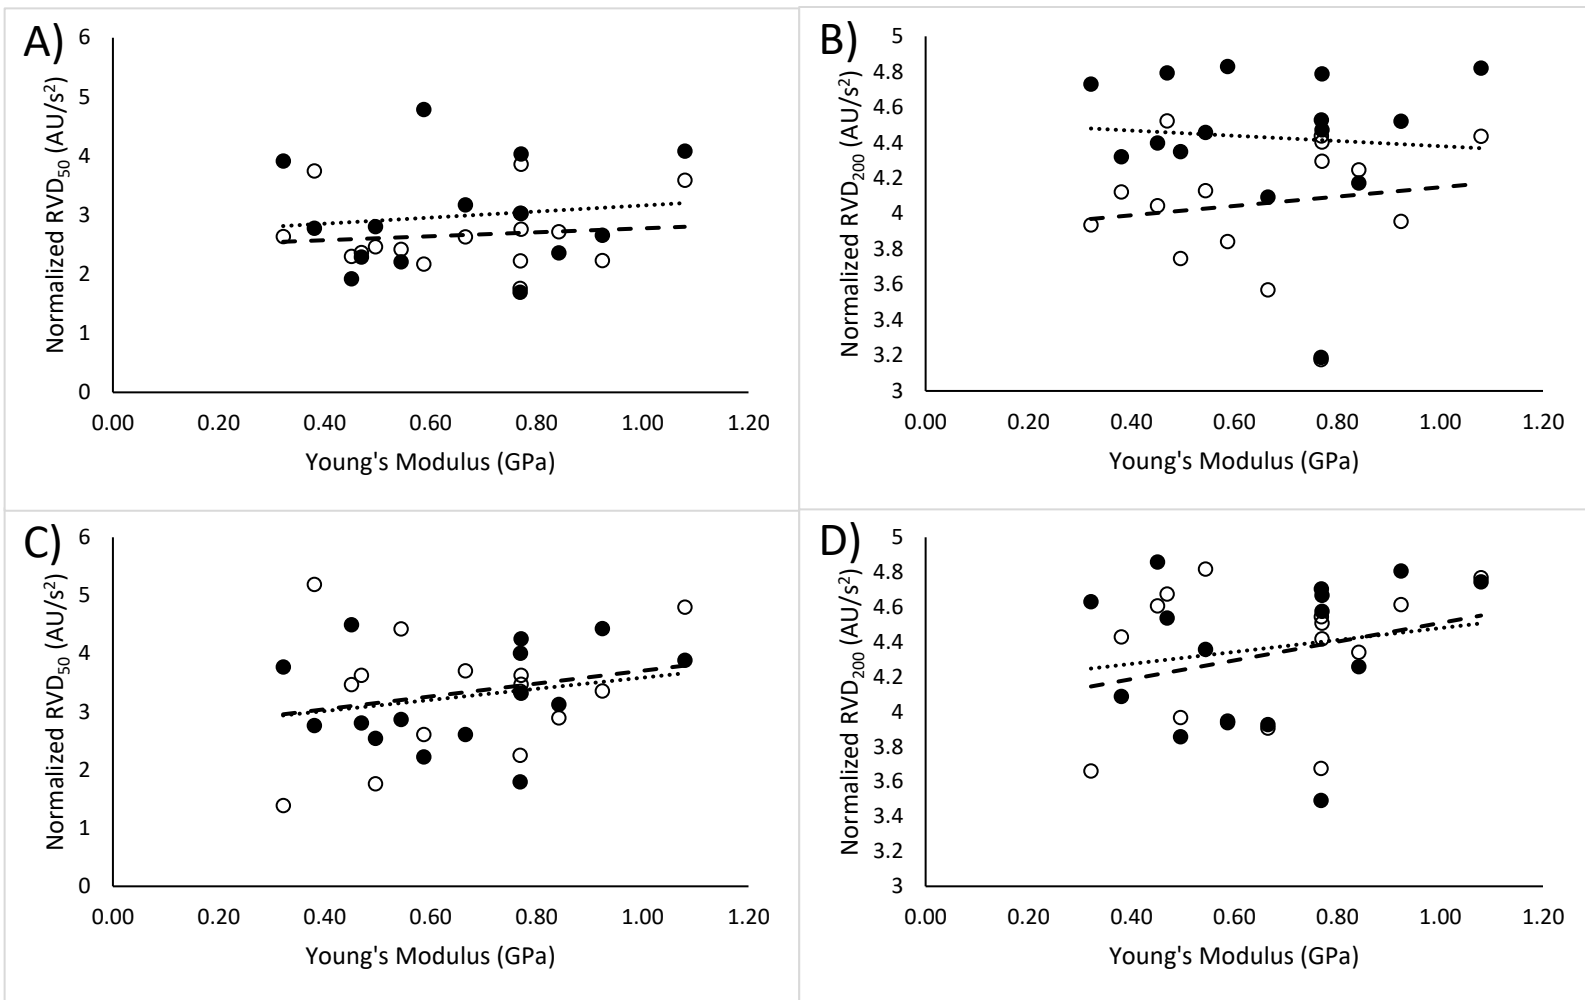 A)
Normalized RVD50 (AU/s2)
6
5
4
3
2
1
0
0.00 0.20 0.40 0.60 0.80 1.00 1.20
Young's Modulus (GPa)
B)
Normalized RVD200 (AU/s2)
5
4.8
4.6
4.4
4.2
4
3.8
3.6
3.4
3.2
3
0.00 0.20 0.40 0.60 0.80 1.00 1.20
Young's Modulus (GPa)
C)
Normalized RVD50 (AU/s2)
6
5
4
3
2
1
0
0.00 0.20 0.40 0.60 0.80 1.00 1.20
Young's Modulus (GPa)
D)
Normalized RVD200 (AU/s2)
5
4.8
4.6
4.4
4.2
4
3.8
3.6
3.4
3.2
3
0.00 0.20 0.40 0.60 0.80 1.00 1.20
Young's Modulus (GPa)